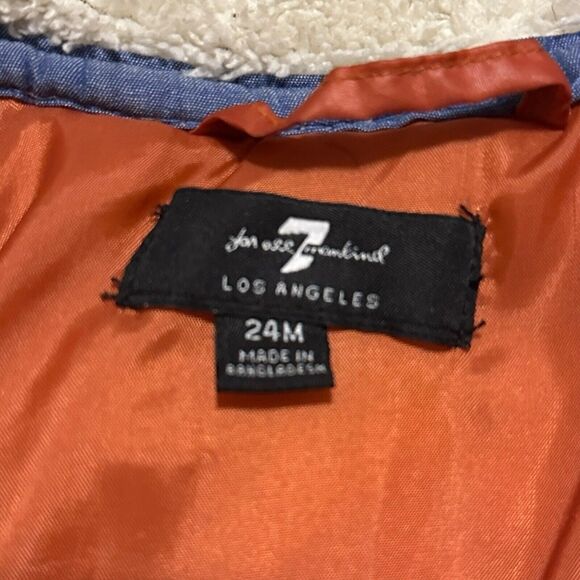 7
for all mankind
LOS ANGELES
24M
MADE IN
BANGLADESH